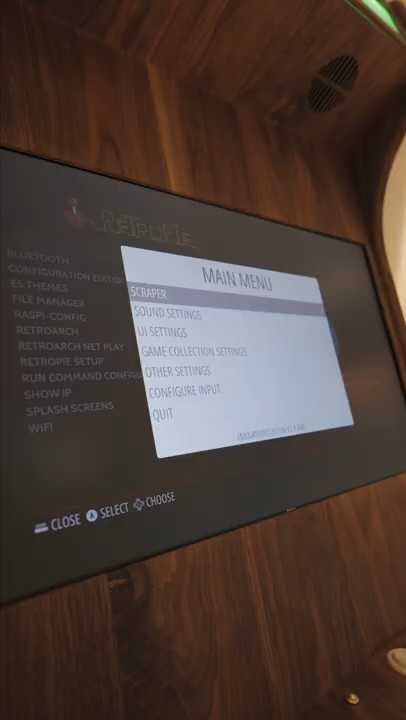 RETROPIE
BLUETOOTH
CONFIGURATION EDITOR
ES THEMES
FILE MANAGER
RASPI-CONFIG
RETROARCH
RETROARCH NET PLAY
RETROPIE SETUP
RUN COMMAND CONFIGU
SHOW IP
SPLASH SCREENS
WIFI
MAIN MENU
SCRAPER
SOUND SETTINGS
UI SETTINGS
GAME COLLECTION SETTINGS
OTHER SETTINGS
CONFIGURE INPUT
QUIT
CLOSE A SELECT CHOOSE